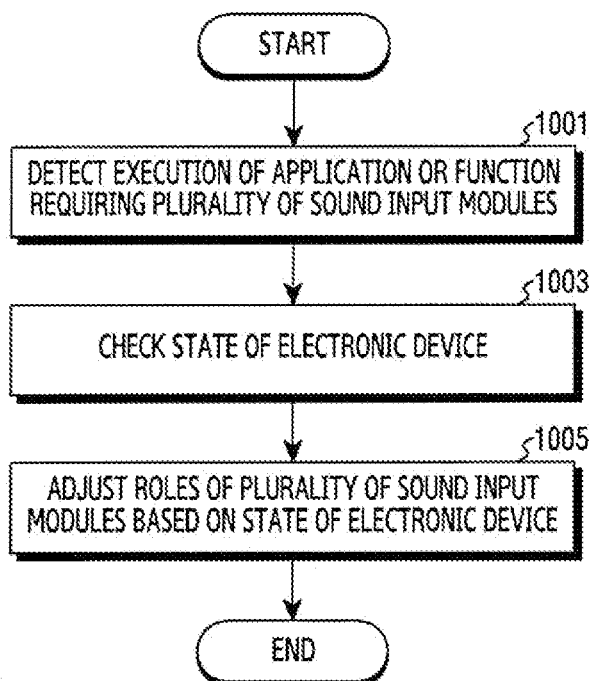 START
1001
DETECT EXECUTION OF APPLICATION OR FUNCTION
REQUIRING PLURALITY OF SOUND INPUT MODULES
1003
CHECK STATE OF ELECTRONIC DEVICE
1005
ADJUST ROLES OF PLURALITY OF SOUND INPUT
MODULES BASED ON STATE OF ELECTRONIC DEVICE
END